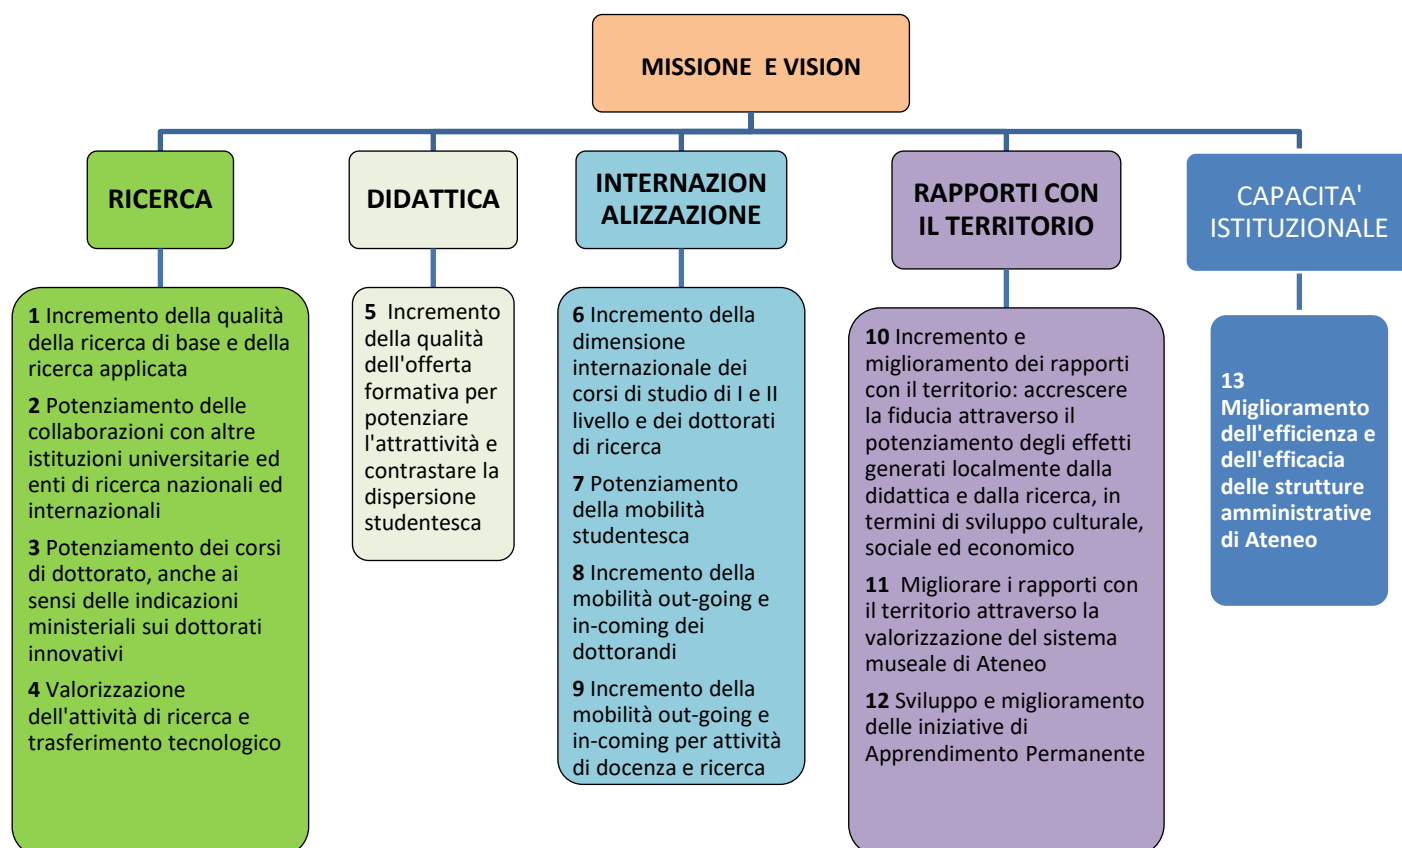 MISSIONE E VISION
RICERCA
1 Incremento della qualità
della ricerca di base e della
ricerca applicata
2 Potenziamento delle
collaborazioni con altre
istituzioni universitarie ed
enti di ricerca nazionali ed
internazionali
3 Potenziamento dei corsi
di dottorato, anche ai
sensi delle indicazioni
ministeriali sui dottorati
innovativi
4 Valorizzazione
dell'attività di ricerca e
trasferimento tecnologico
DIDATTICA
5 Incremento
della qualità
dell'offerta
formativa per
potenziare
l'attrattività e
contrastare la
dispersione
studentesca
INTERNAZION
ALIZZAZIONE
6 Incremento della
dimensione
internazionale dei
corsi di studio di I e II
livello e dei dottorati
di ricerca
7 Potenziamento
della mobilità
studentesca
8 Incremento della
mobilità out-going e
in-coming dei
dottorandi
9 Incremento della
mobilità out-going e
in-coming per attività
di docenza e ricerca
RAPPORTI CON
IL TERRITORIO
10 Incremento e
miglioramento dei rapporti
con il territorio: accrescere
la fiducia attraverso il
potenziamento degli effetti
generati localmente dalla
didattica e dalla ricerca, in
termini di sviluppo culturale,
sociale ed economico
11 Migliorare i rapporti con
il territorio attraverso la
valorizzazione del sistema
museale di Ateneo
12 Sviluppo e miglioramento
delle iniziative di
Apprendimento Permanente
CAPACITA'
ISTITUZIONALE
13
Miglioramento
dell'efficienza e
dell'efficacia
delle strutture
amministrative
di Ateneo